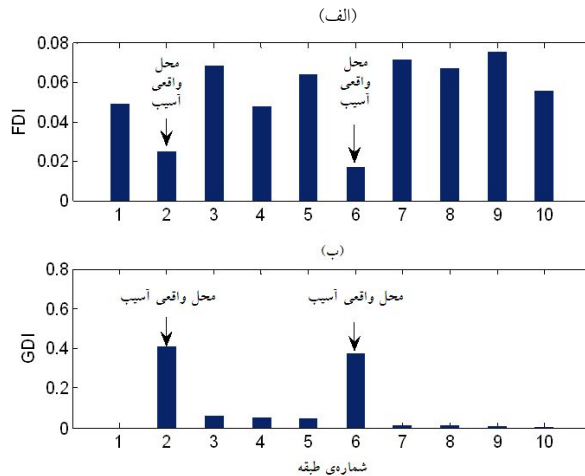 (الف)
0.08
0.06
0.04
0.02
0
FDI
محل
واقعی
آسیب
محل
واقعی
آسیب
1 2 3 4 5 6 7 8 9 10
(ب)
0.8
0.6
0.4
0.2
0
GDI
محل واقعی آسیب
محل واقعی آسیب
1 2 3 4 5 6 7 8 9 10
شماره‌ی طبقه